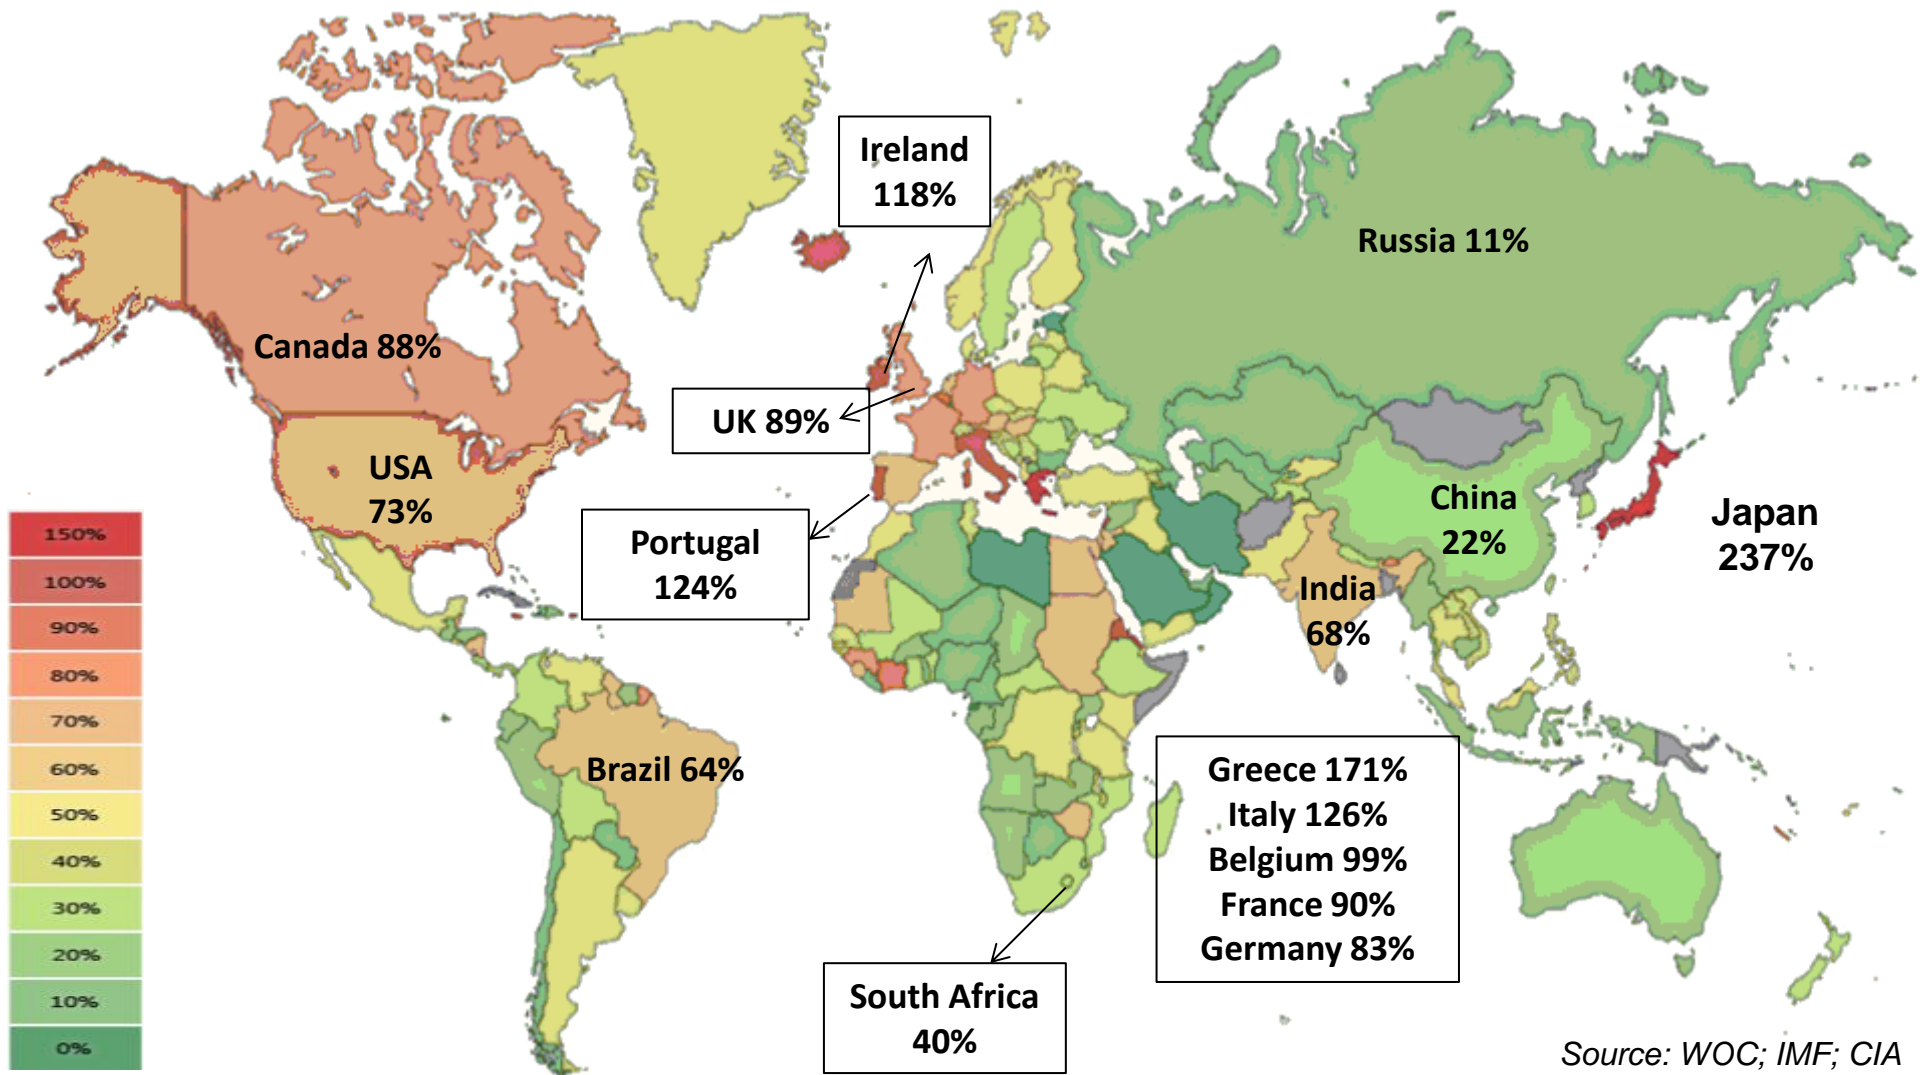 Ireland
118%
Russia 11%
Canada 88%
UK 89%
USA
73%
China
22%
Japan
237%
Portugal
124%
India
68%
Brazil 64%
Greece 171%
Italy 126%
Belgium 99%
France 90%
Germany 83%
South Africa
40%
150%
100%
90%
80%
70%
60%
50%
40%
30%
20%
10%
0%
Source: WOC; IMF; CIA